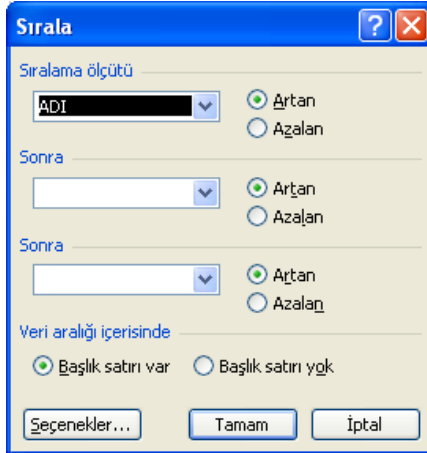 Sırala
Sıralama ölçütü
ADI
Artan
Azalan
Sonra
Artan
Azalan
Sonra
Artan
Azalan
Veri aralığı içerisinde
Başlık satırı var Başlık satırı yok
Seçenekler... Tamam İptal